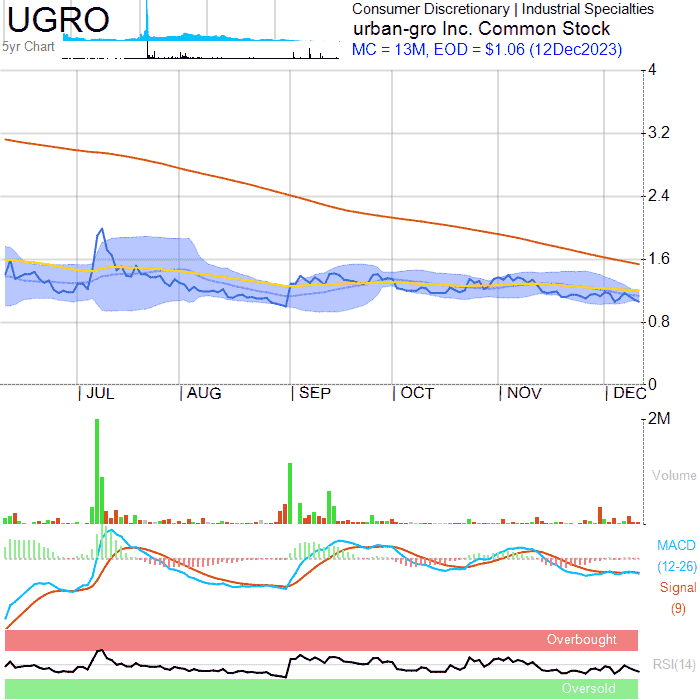 UGRO
5yr Chart
Consumer Discretionary | Industrial Specialties
urban-gro Inc. Common Stock
MC = 13M, EOD = $1.06 (12Dec2023)
4
3.2
2.4
1.6
0.8
0
| JUL | AUG | SEP | OCT | NOV | DEC
2M
Volume
MACD
(12-26)
Signal
(9)
Overbought
RSI(14)
Oversold